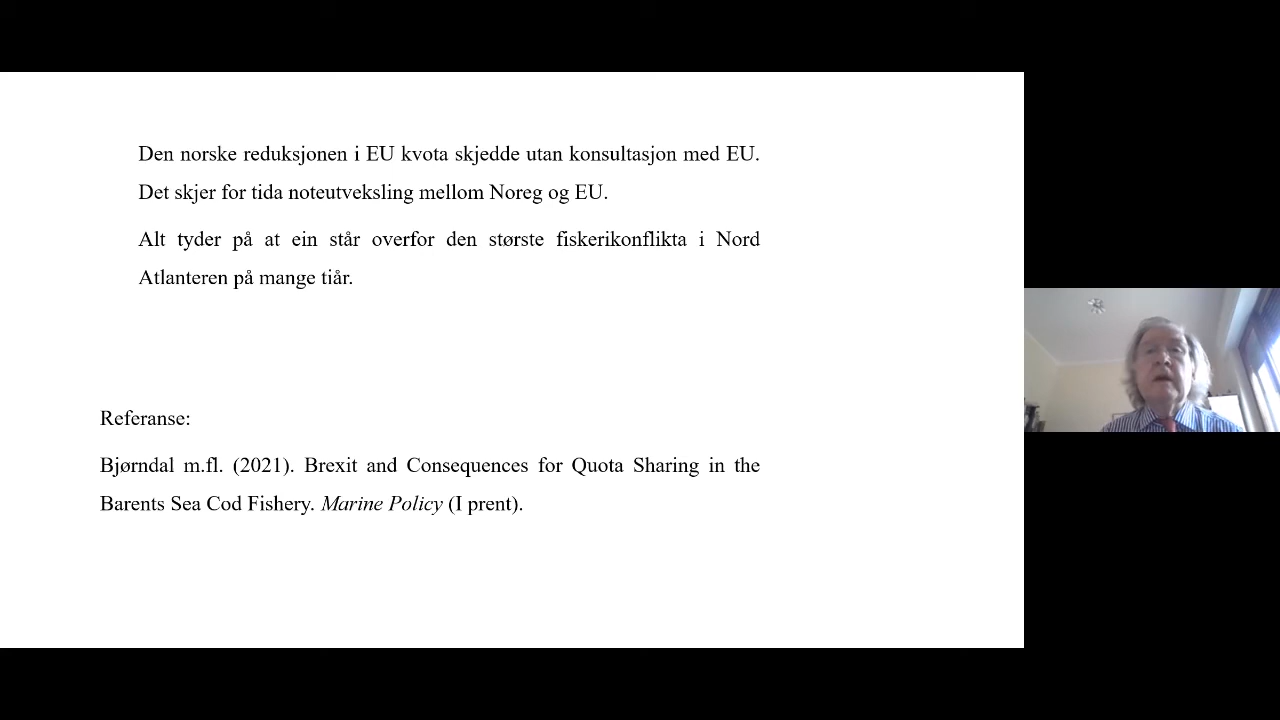 Den norske reduksjonen i EU kvota skjedde utan konsultasjon med EU.
Det skjer for tida noteutveksling mellom Noreg og EU.
Alt tyder på at ein står overfor den største fiskerikonflikta i Nord
Atlanteren på mange tiår.
Referanse:
Bjørndal m.fl. (2021). Brexit and Consequences for Quota Sharing in the
Barents Sea Cod Fishery. Marine Policy (I prent).